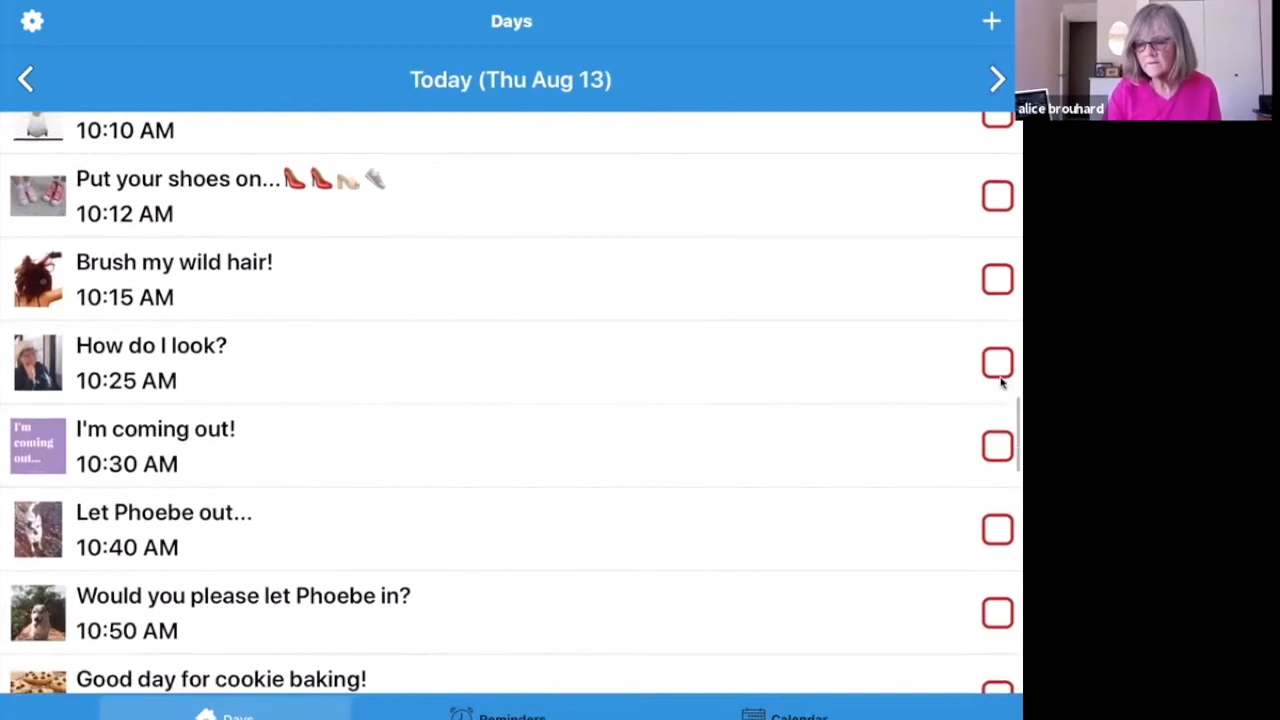 Days
Today (Thu Aug 13)
alice brouhard
10:10 AM
Put your shoes on...👠👠👡👟
10:12 AM
Brush my wild hair!
10:15 AM
How do I look?
10:25 AM
I'm coming out!
I'm
coming
out...
10:30 AM
Let Phoebe out...
10:40 AM
Would you please let Phoebe in?
10:50 AM
Good day for cookie baking!
Days
Reminders
Calendar